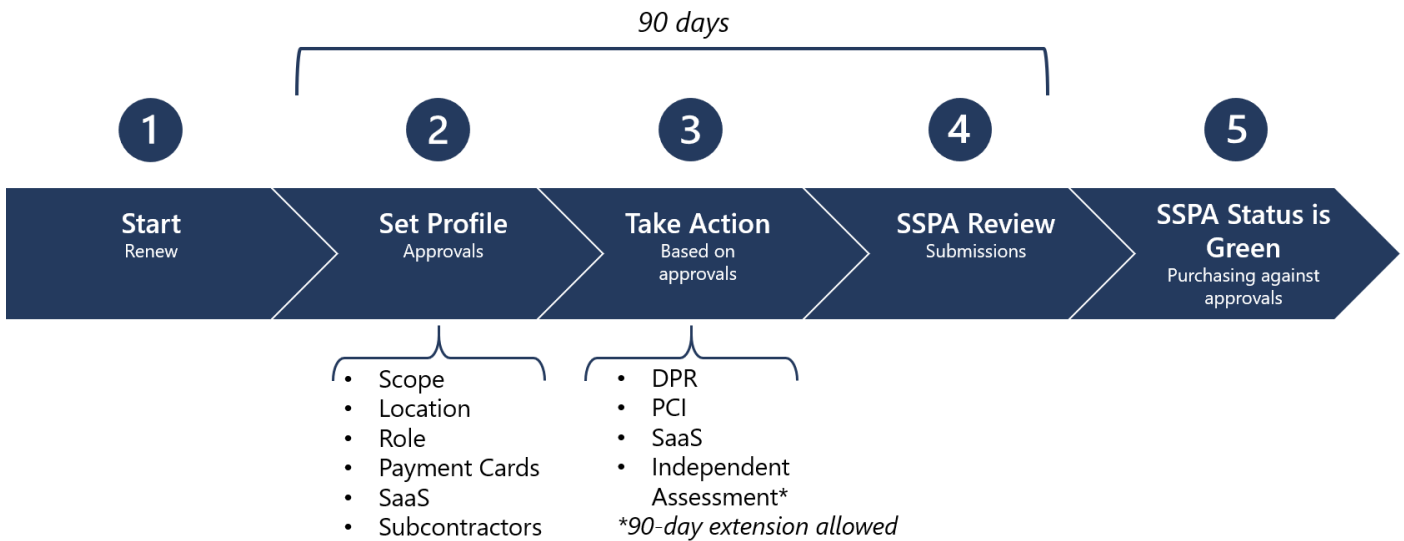 90 days
1
2
3
4
5
Start
Renew
Set Profile
Approvals
Take Action
Based on
approvals
SSPA Review
Submissions
SSPA Status is
Green
Purchasing against
approvals
• Scope
• Location
• Role
• Payment Cards
• SaaS
• Subcontractors
• DPR
• PCI
• SaaS
• Independent
Assessment*
*90-day extension allowed